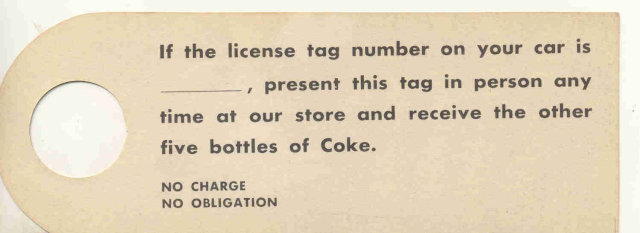 If the license tag number on your car is
________, present this tag in person any
time at our store and receive the other
five bottles of Coke.
NO CHARGE
NO OBLIGATION